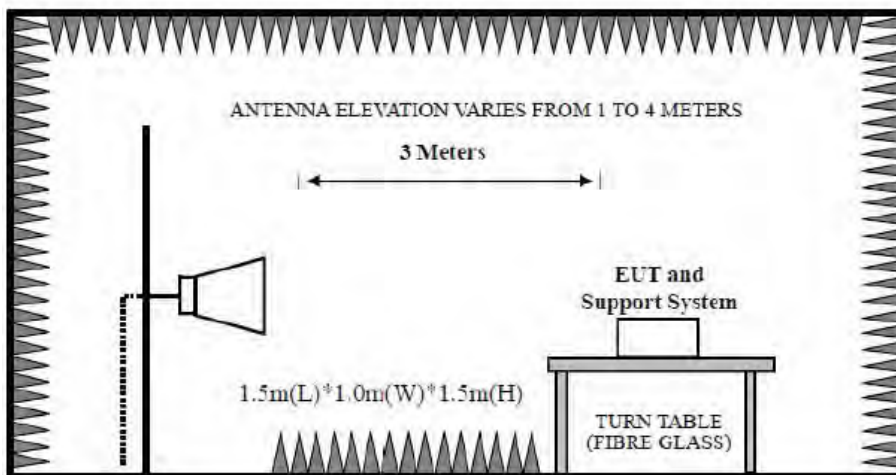 ANTENNA ELEVATION VARIES FROM 1 TO 4 METERS
3 Meters
EUT and
Support System
1.5m(L)*1.0m(W)*1.5m(H)
TURN TABLE
(FIBRE GLASS)